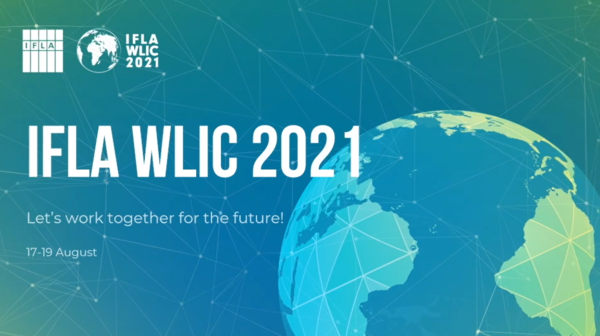 IFLA
IFLA
WLIC
2021
IFLA WLIC 2021
Let's work together for the future!
17-19 August